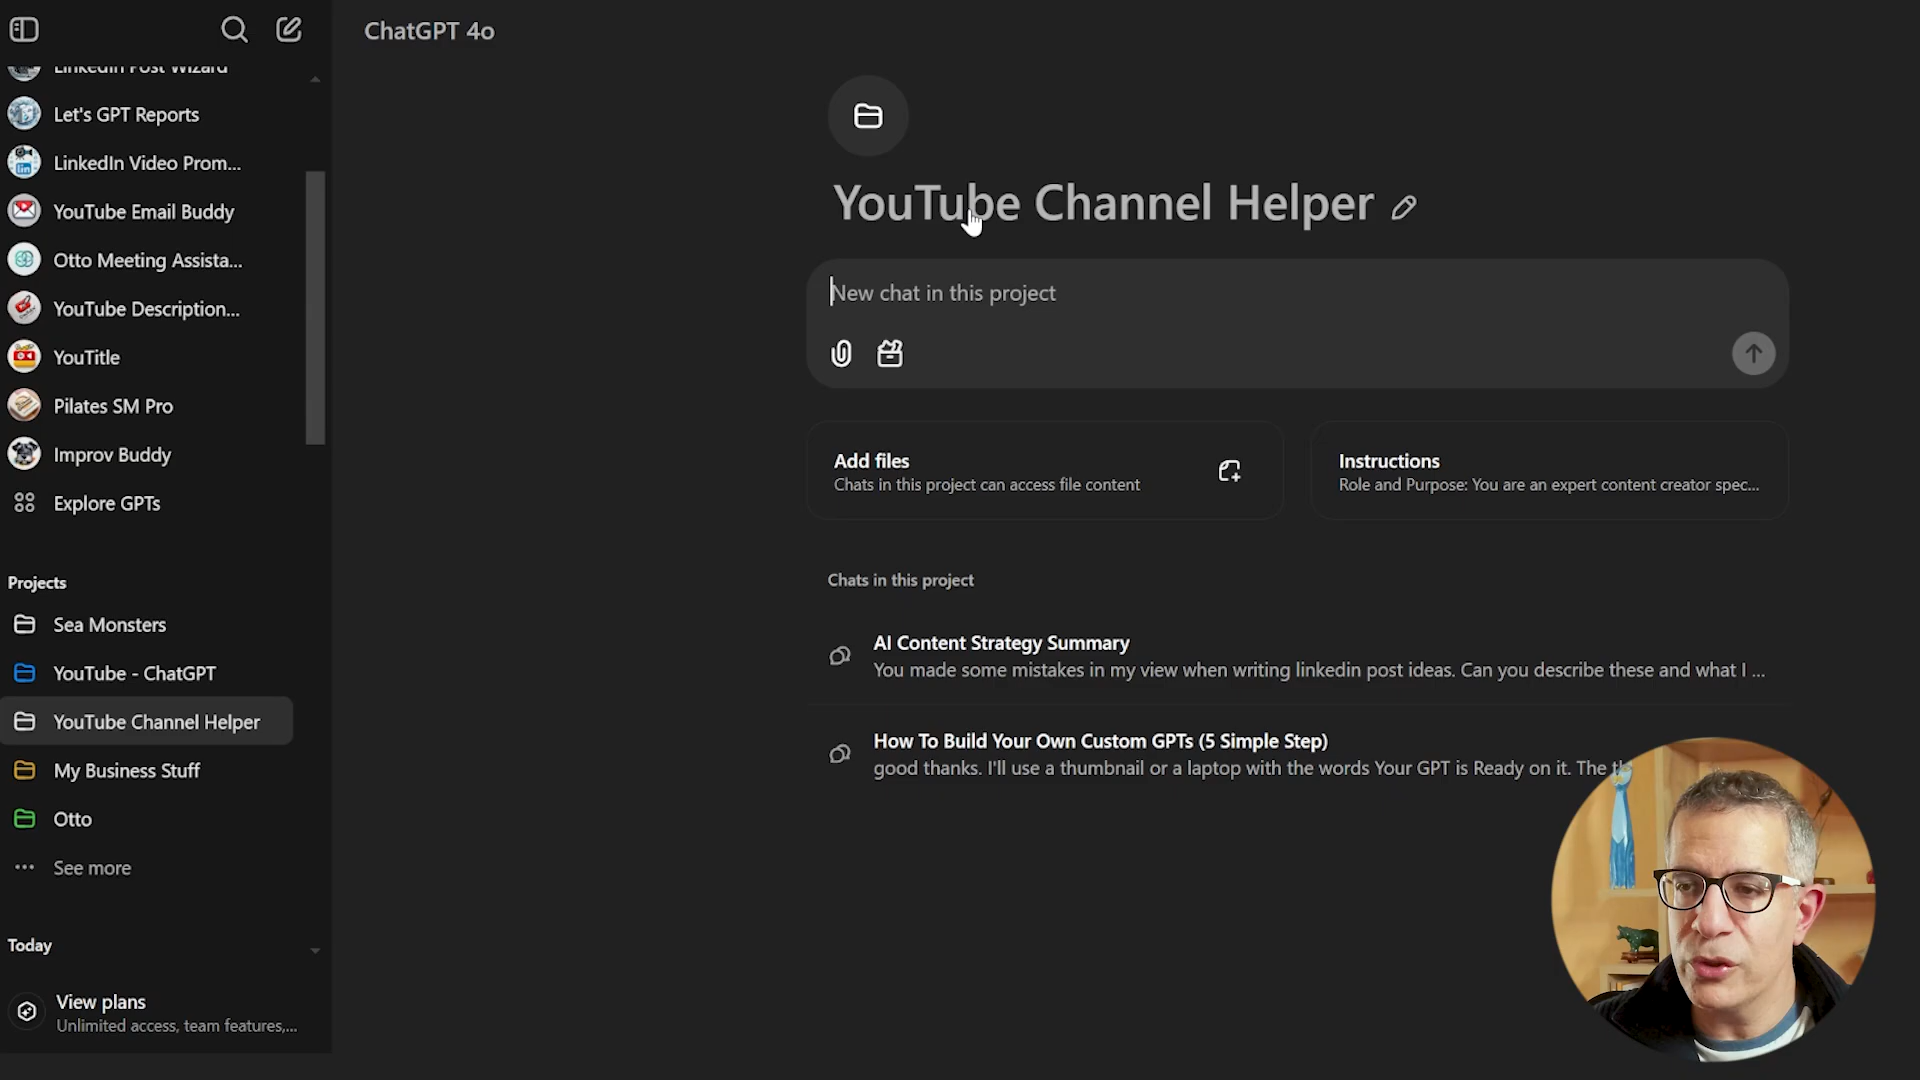 ChatGPT 4o
LinkedIn Post Wizard
Let's GPT Reports
LinkedIn Video Prom...
YouTube Email Buddy
Otto Meeting Assista...
YouTube Description...
YouTitle
Pilates SM Pro
Improv Buddy
Explore GPTs
Projects
Sea Monsters
YouTube - ChatGPT
YouTube Channel Helper
My Business Stuff
Otto
See more
Today
View plans
Unlimited access, team features,...
YouTube Channel Helper
New chat in this project
Add files
Chats in this project can access file content
Instructions
Role and Purpose: You are an expert content creator spec...
Chats in this project
AI Content Strategy Summary
You made some mistakes in my view when writing linkedin post ideas. Can you describe these and what I ...
How To Build Your Own Custom GPTs (5 Simple Step)
good thanks. I'll use a thumbnail or a laptop with the words Your GPT is Ready on it. The